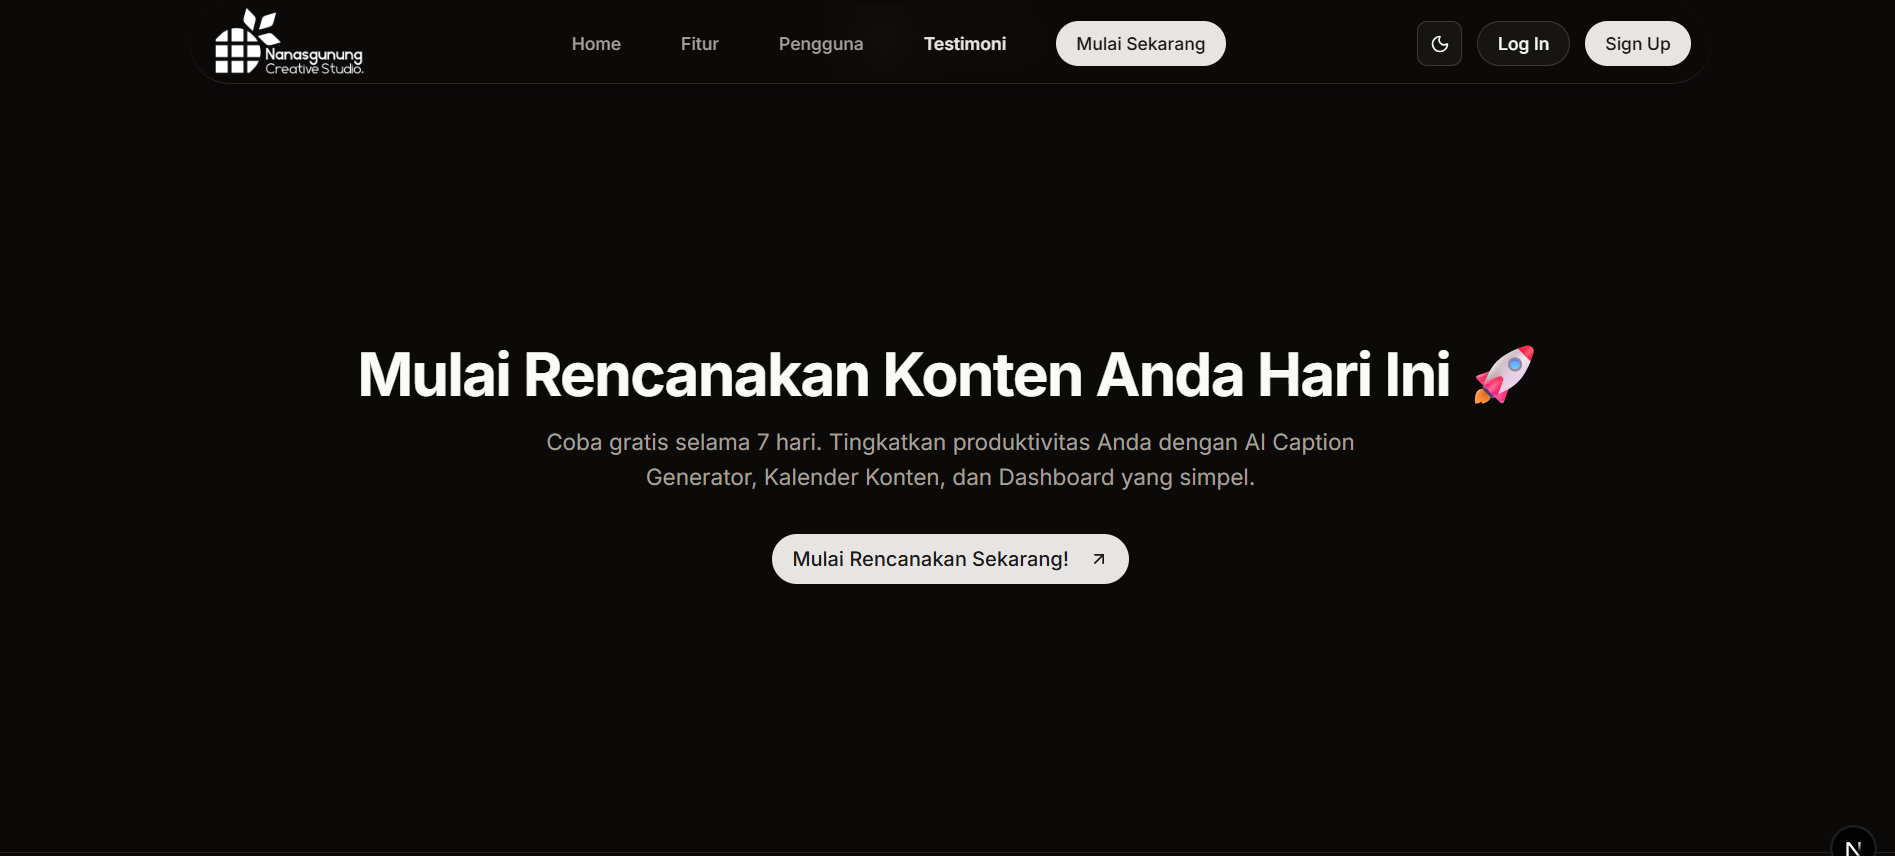 Nanasgunung
Creative Studio.
Home
Fitur
Pengguna
Testimoni
Mulai Sekarang
Log In
Sign Up
Mulai Rencanakan Konten Anda Hari Ini 🚀
Coba gratis selama 7 hari. Tingkatkan produktivitas Anda dengan AI Caption
Generator, Kalender Konten, dan Dashboard yang simpel.
Mulai Rencanakan Sekarang!
N